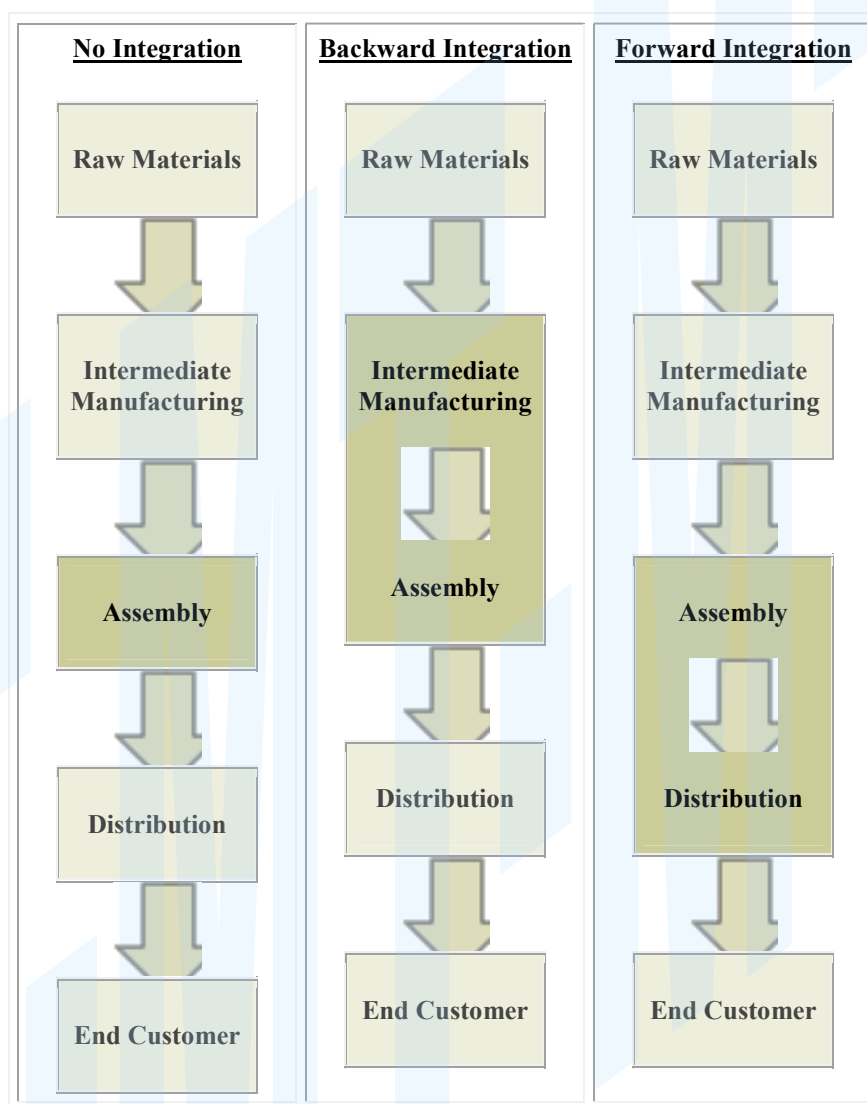 No Integration
Raw Materials
Intermediate
Manufacturing
Assembly
Distribution
End Customer
Backward Integration
Raw Materials
Intermediate
Manufacturing
Assembly
Distribution
End Customer
Forward Integration
Raw Materials
Intermediate
Manufacturing
Assembly
Distribution
End Customer